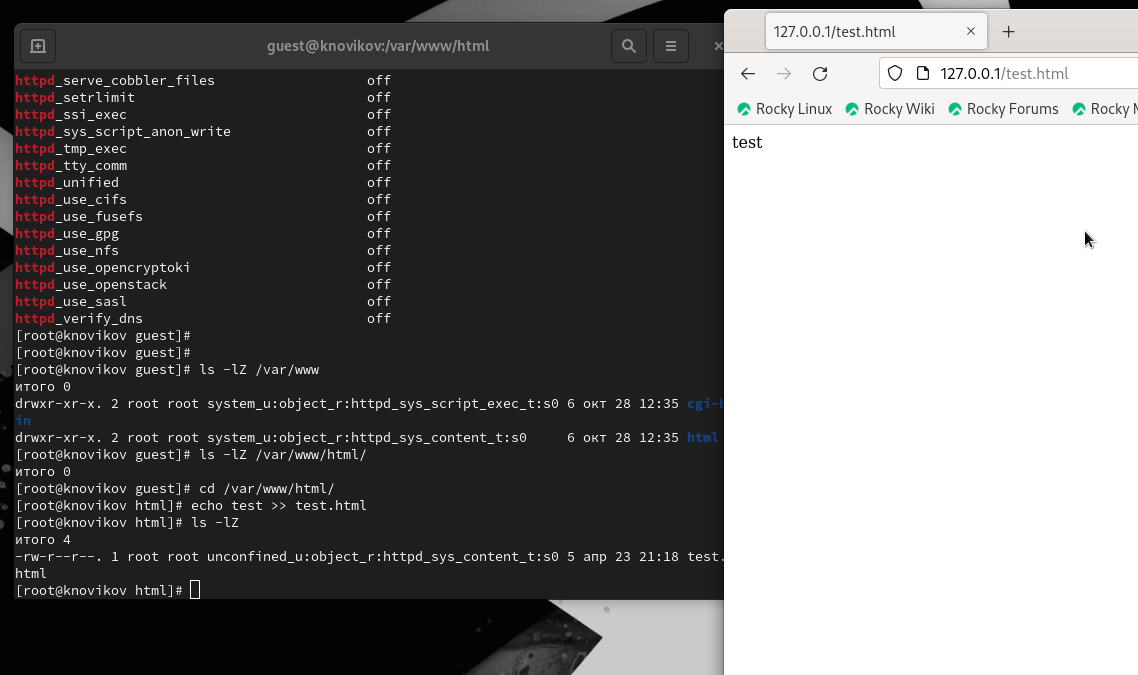 guest@knovikov:/var/www/html
httpd_serve_cobbler_files off
httpd_setrlimit off
httpd_ssi_exec off
httpd_sys_script_anon_write off
httpd_tmp_exec off
httpd_tty_comm off
httpd_unified off
httpd_use_cifs off
httpd_use_fusefs off
httpd_use_gpg off
httpd_use_nfs off
httpd_use_opencryptoki off
httpd_use_openstack off
httpd_use_sasl off
httpd_verify_dns off
[root@knovikov guest]#
[root@knovikov guest]#
[root@knovikov guest]# ls -lZ /var/www
итого 0
drwxr-xr-x. 2 root root system_u:object_r:httpd_sys_script_exec_t:s0 6 окт 28 12:35 cgi-b
in
drwxr-xr-x. 2 root root system_u:object_r:httpd_sys_content_t:s0 6 окт 28 12:35 html
[root@knovikov guest]# ls -lZ /var/www/html/
итого 0
[root@knovikov guest]# cd /var/www/html/
[root@knovikov html]# echo test >> test.html
[root@knovikov html]# ls -lZ
итого 4
-rw-r--r--. 1 root root unconfined_u:object_r:httpd_sys_content_t:s0 5 апр 23 21:18 test.
html
[root@knovikov html]#
127.0.0.1/test.html
127.0.0.1/test.html
Rocky Linux Rocky Wiki Rocky Forums Rocky M
test